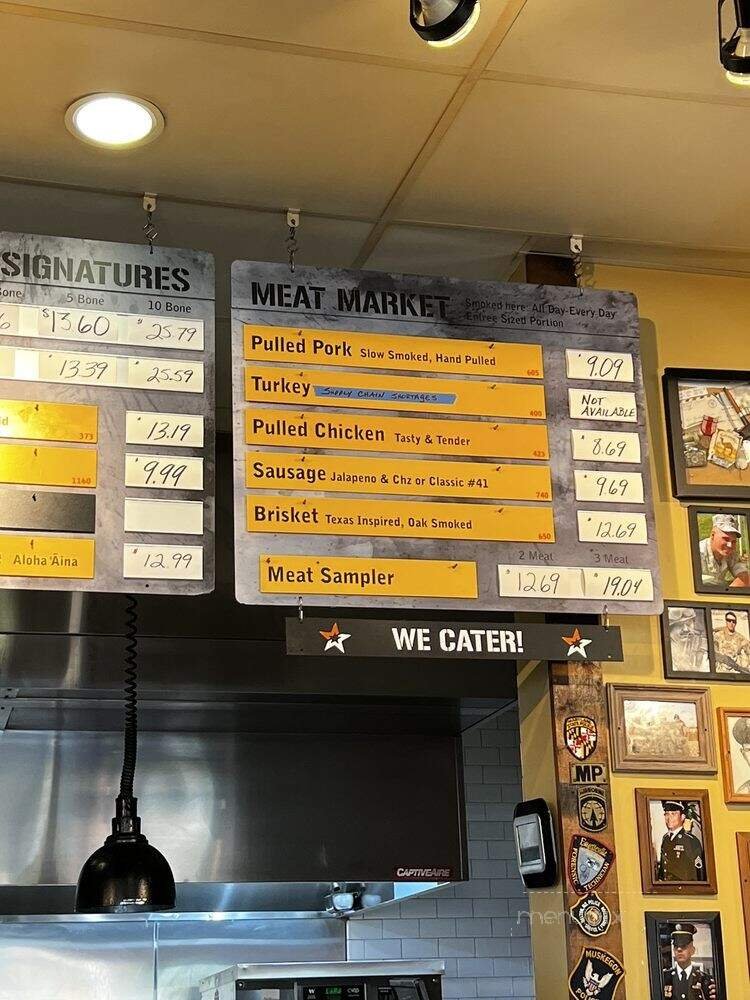 SIGNATURES
Bone 5 Bone 10 Bone
$13.60 $25.79
13.39 $25.59
373 $13.19
1160 $9.99
Aloha 'Āina $12.99
MEAT MARKET Smoked here All Day-Every Day
Entree Sized Portion
Pulled Pork Slow Smoked, Hand Pulled 605 $9.09
Turkey SUPPLY CHAIN SHORTAGES 400 NOT
AVAILABLE
Pulled Chicken Tasty & Tender 423 $8.69
Sausage Jalapeno & Chz or Classic #41 740 $9.69
Brisket Texas Inspired, Oak Smoked 650 $12.69
2 Meat 3 Meat
Meat Sampler $12.69 $19.04
WE CATER!
MP
AIRBORNE
FORENSIC
TECHNICIAN
CAPTIVEAIRE
MUSKEGON